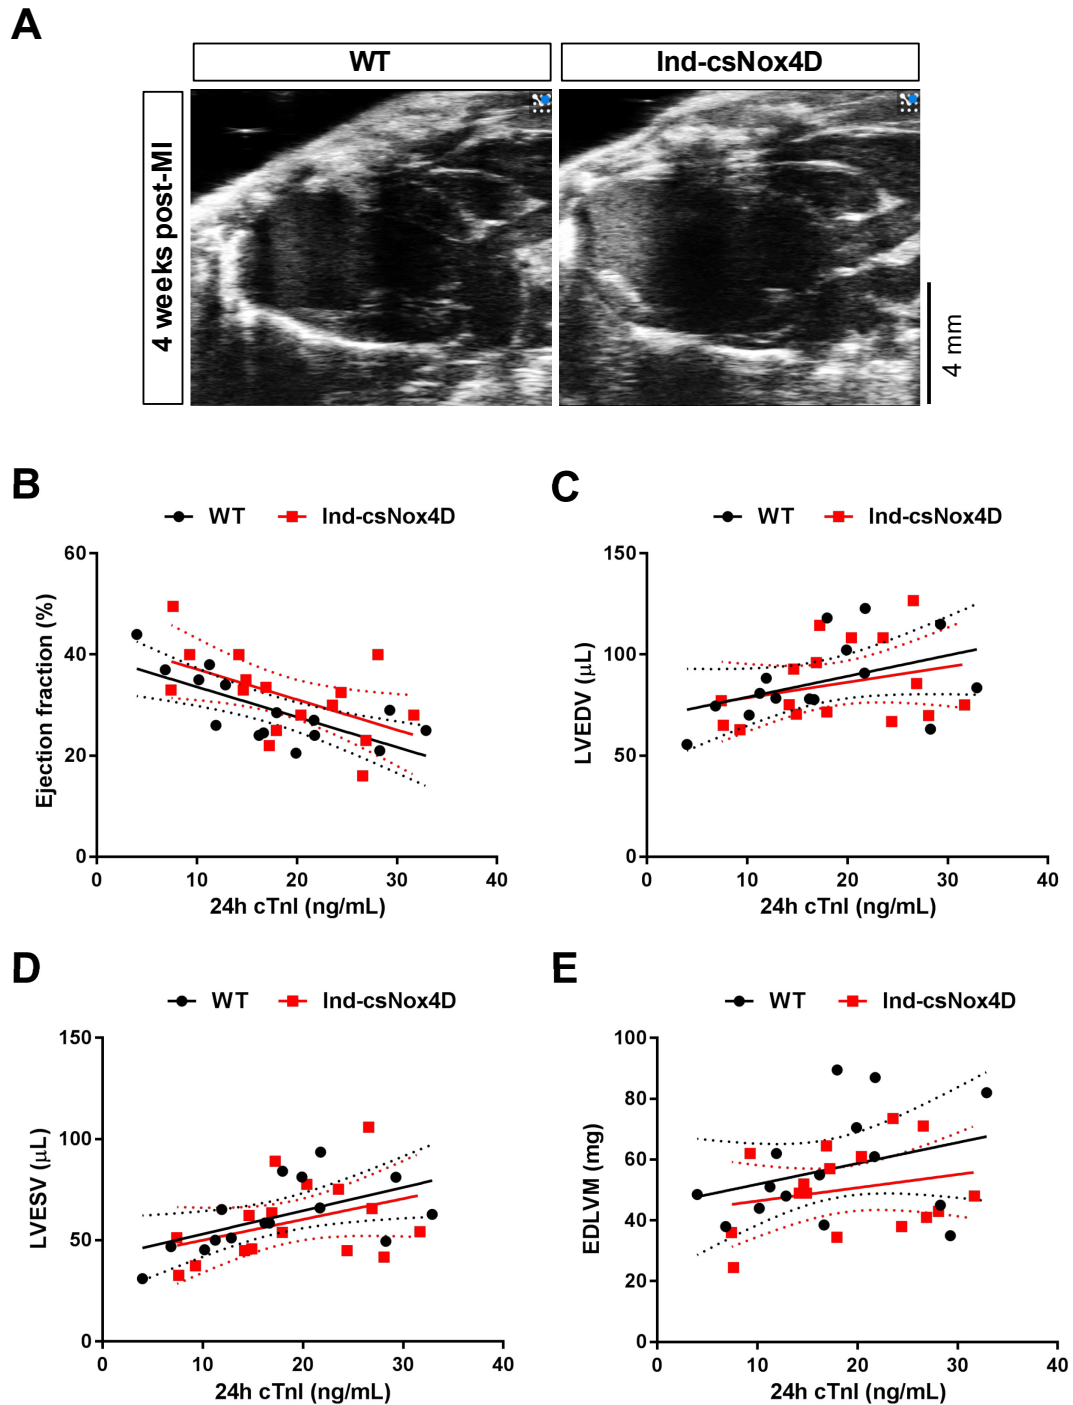 A
WT
Ind-csNox4D
4 weeks post-MI
4 mm
B
WT
Ind-csNox4D
Ejection fraction (%)
60
40
20
0
0 10 20 30 40
24h cTnI (ng/mL)
C
WT
Ind-csNox4D
LVEDV (µL)
150
100
50
0
0 10 20 30 40
24h cTnI (ng/mL)
D
WT
Ind-csNox4D
LVESV (µL)
150
100
50
0
0 10 20 30 40
24h cTnI (ng/mL)
E
WT
Ind-csNox4D
EDLVM (mg)
100
80
60
40
20
0
0 10 20 30 40
24h cTnI (ng/mL)